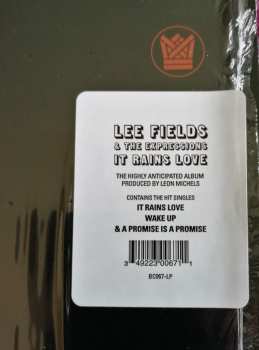 LEE FIELDS
& THE EXPRESSIONS
IT RAINS LOVE
THE HIGHLY ANTICIPATED ALBUM
PRODUCED BY LEON MICHELS
CONTAINS THE HIT SINGLES
IT RAINS LOVE
WAKE UP
& A PROMISE IS A PROMISE
3 49223 00671 1
BC067-LP